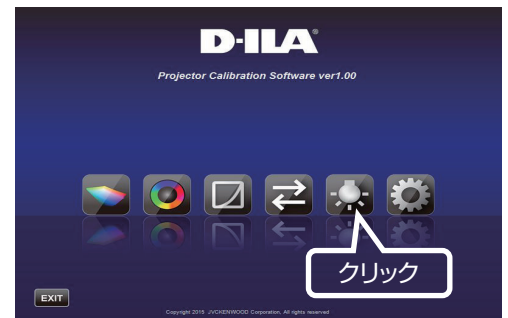 D-ILA
Projector Calibration Software ver1.00
クリック
EXIT
Copyright 2015 JVCKENWOOD Corporation. All rights reserved